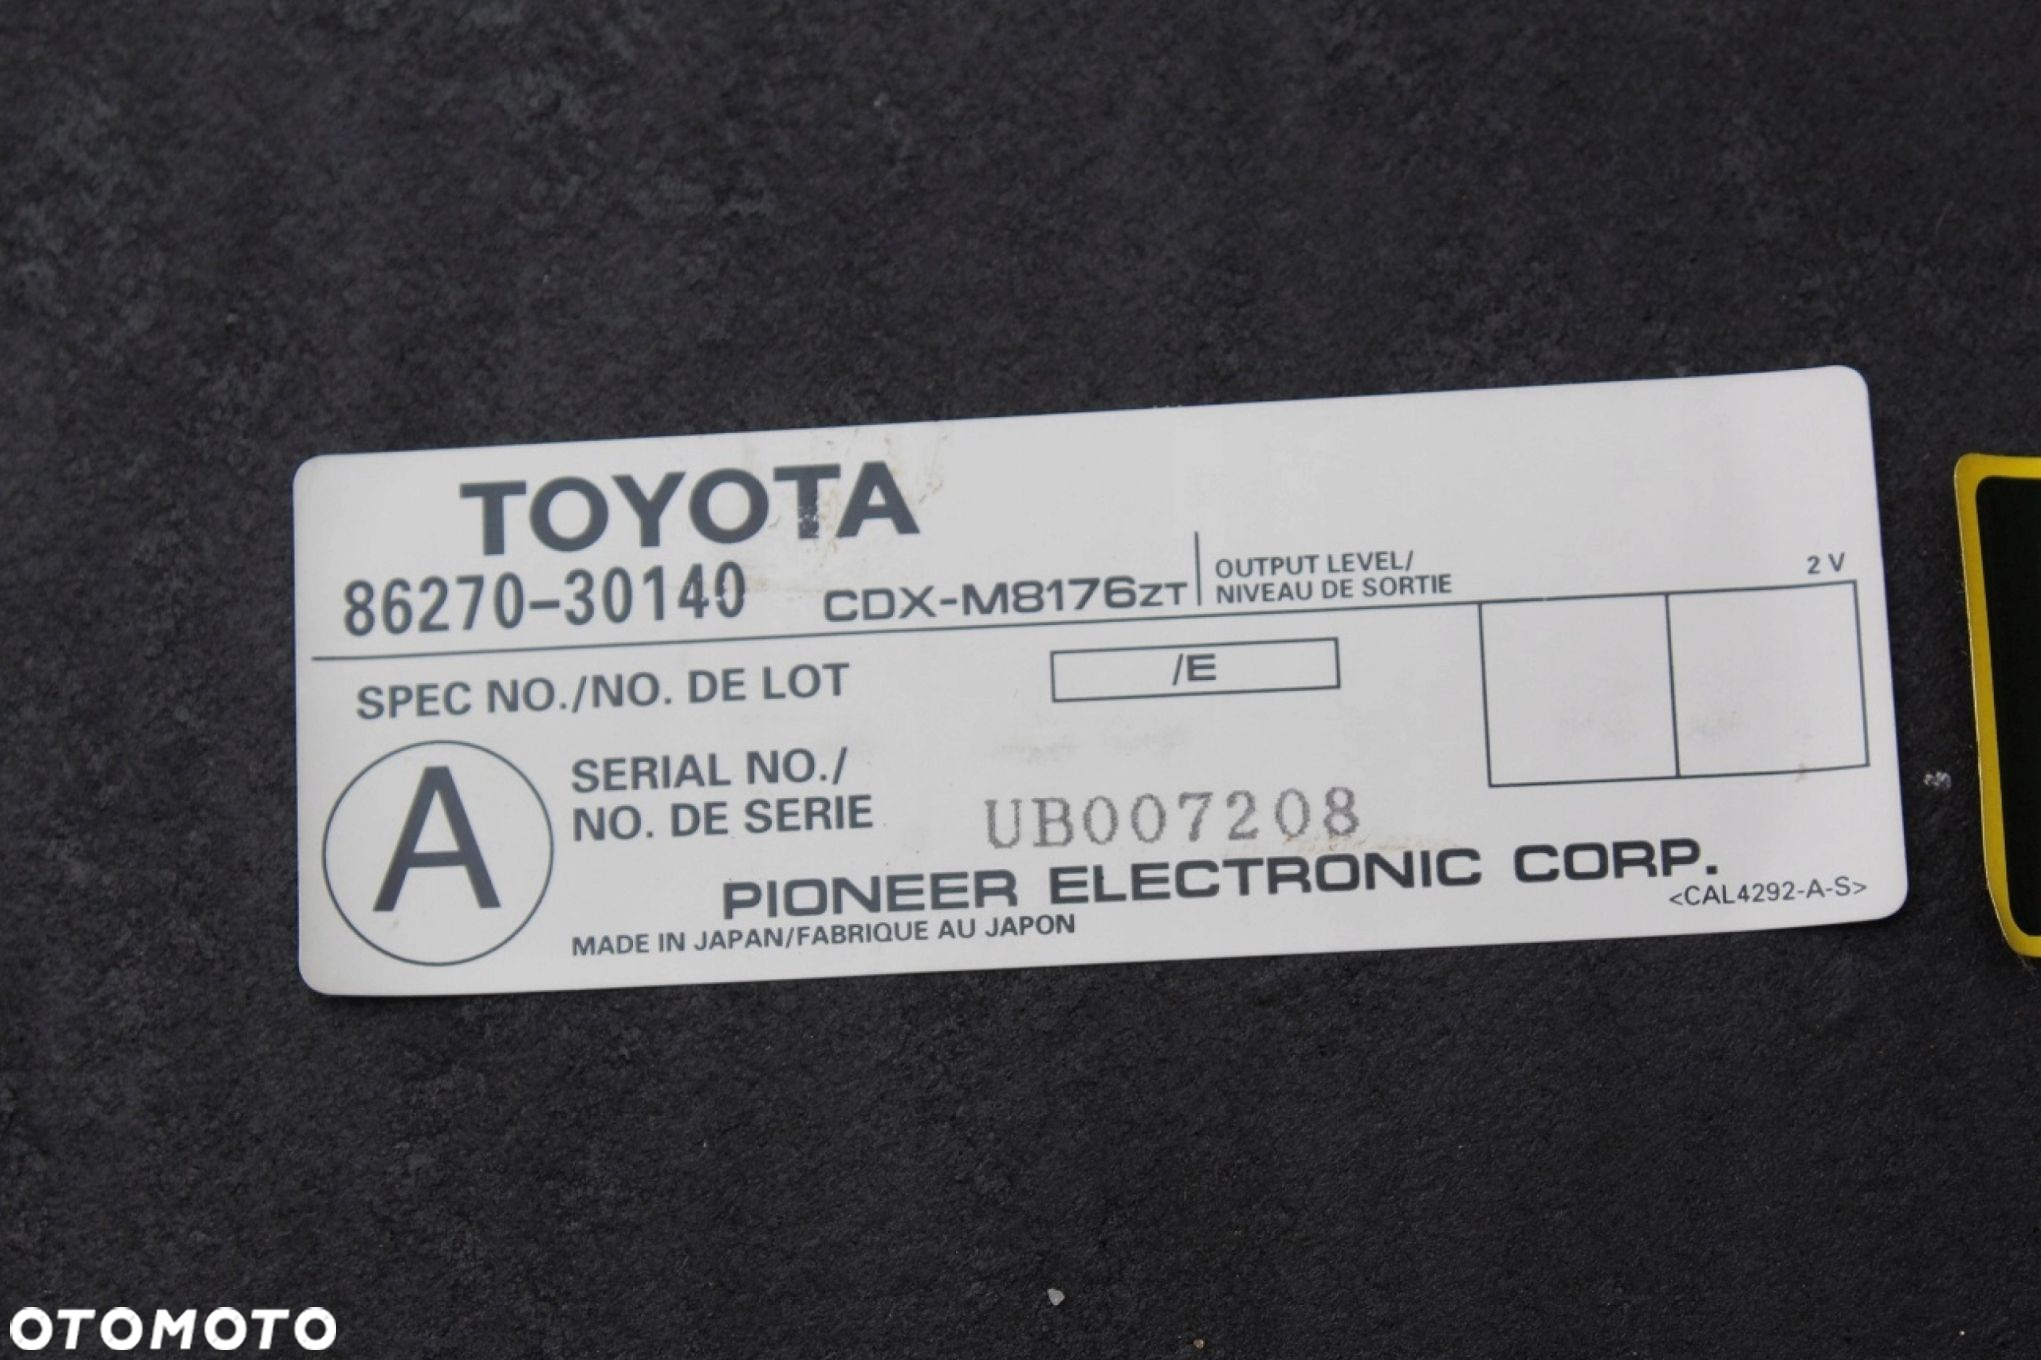 TOYOTA
86270-30140 CDX-M8176ZT OUTPUT LEVEL/ 2 V
NIVEAU DE SORTIE
SPEC NO./NO. DE LOT /E
A
SERIAL NO./
NO. DE SERIE UB007208
PIONEER ELECTRONIC CORP.
<CAL4292-A-S>
MADE IN JAPAN/FABRIQUE AU JAPON
OTOMOTO